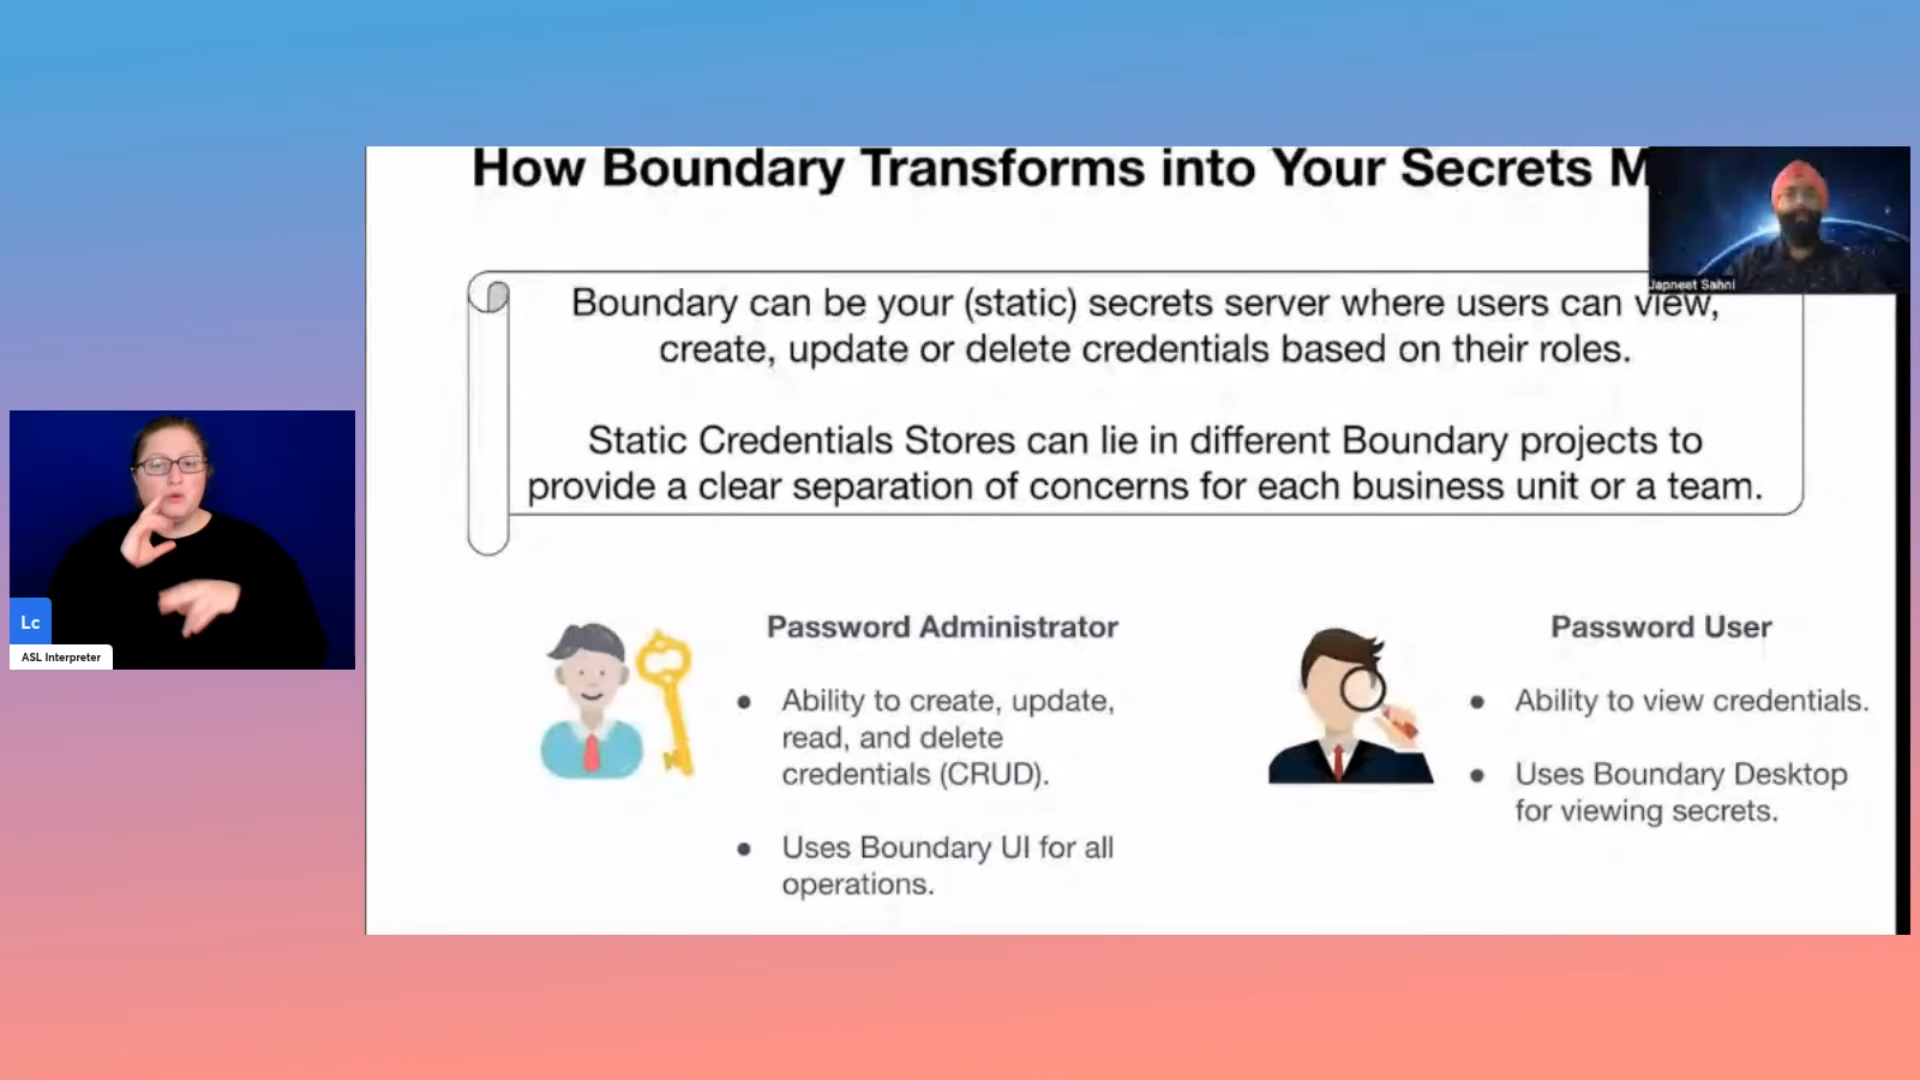 How Boundary Transforms into Your Secrets M
Japneet Sahni
Boundary can be your (static) secrets server where users can view,
create, update or delete credentials based on their roles.
Static Credentials Stores can lie in different Boundary projects to
provide a clear separation of concerns for each business unit or a team.
Lc
ASL Interpreter
Password Administrator
● Ability to create, update,
read, and delete
credentials (CRUD).
● Uses Boundary UI for all
operations.
Password User
● Ability to view credentials.
● Uses Boundary Desktop
for viewing secrets.